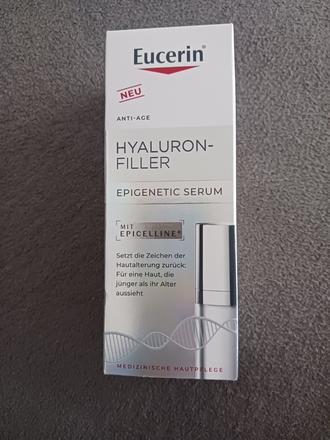 Eucerin®
NEU
ANTI-AGE
HYALURON-
FILLER
EPIGENETIC SERUM
MIT
EPICELLINE®
Setzt die Zeichen der
Hautalterung zurück:
Für eine Haut, die
jünger als ihr Alter
aussieht
MEDIZINISCHE HAUTPFLEGE